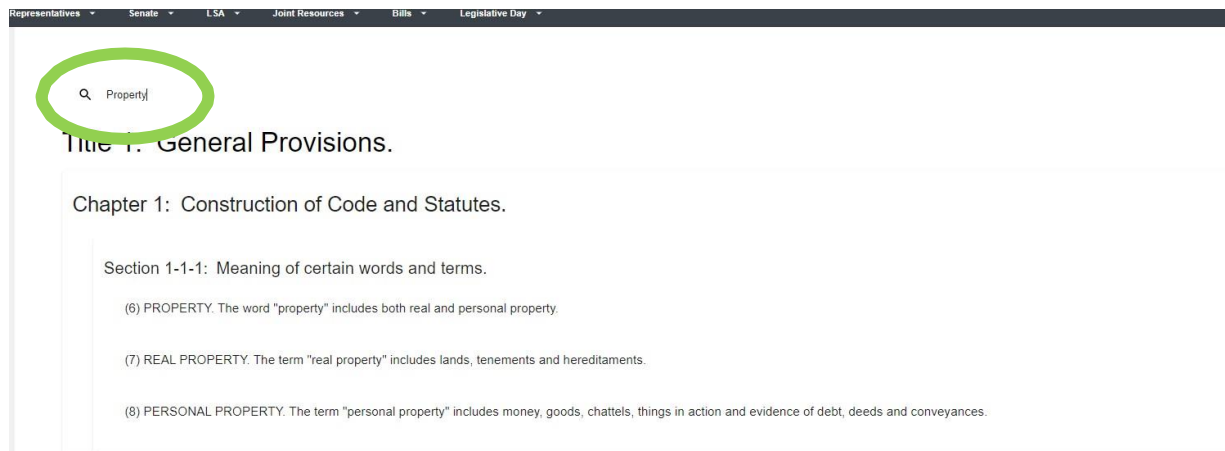 Representatives Senate LSA Joint Resources Bills Legislative Day
Property
Title 1: General Provisions.
Chapter 1: Construction of Code and Statutes.
Section 1-1-1: Meaning of certain words and terms.
(6) PROPERTY. The word "property" includes both real and personal property.
(7) REAL PROPERTY. The term "real property" includes lands, tenements and hereditaments.
(8) PERSONAL PROPERTY. The term "personal property" includes money, goods, chattels, things in action and evidence of debt, deeds and conveyances.